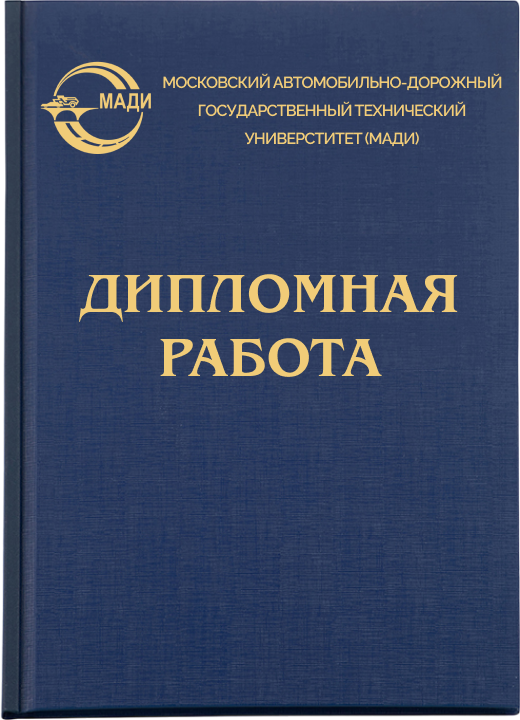 МАДИ
МОСКОВСКИЙ АВТОМОБИЛЬНО-ДОРОЖНЫЙ
ГОСУДАРСТВЕННЫЙ ТЕХНИЧЕСКИЙ
УНИВЕРСТИТЕТ (МАДИ)
ДИПЛОМНАЯ
РАБОТА